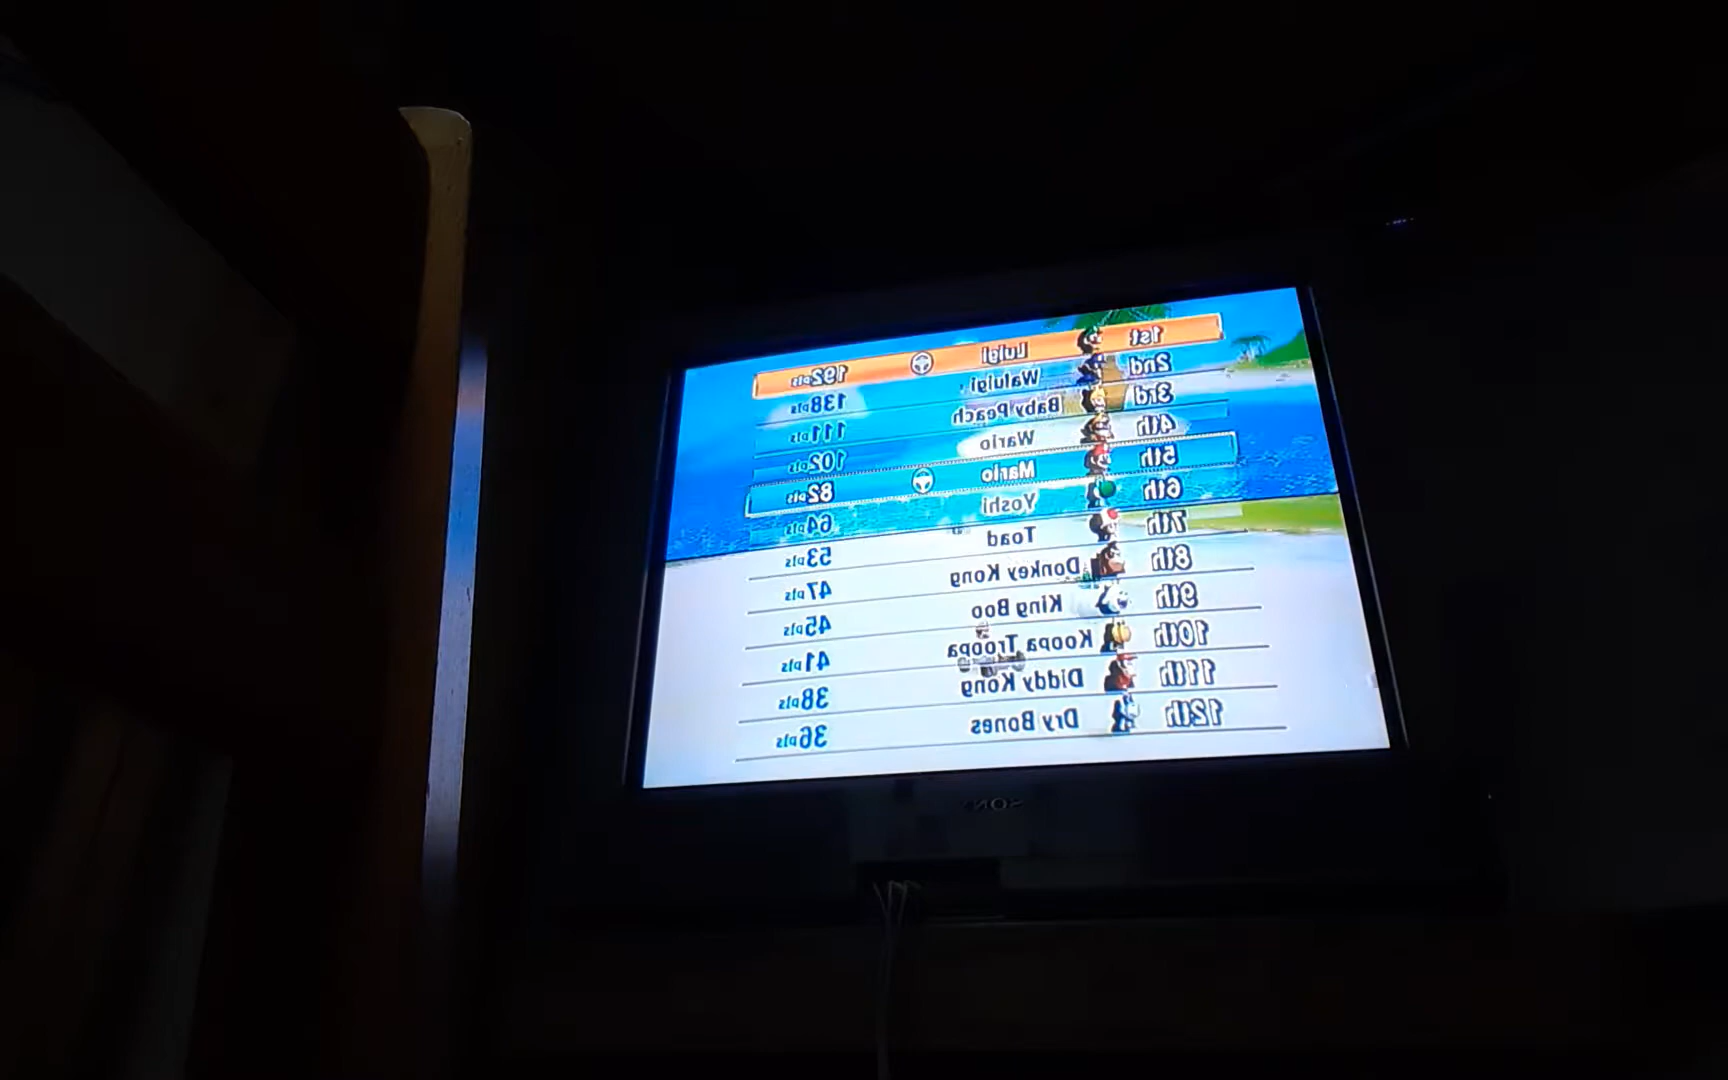 1st Luigi 192pts
2nd Waluigi 138pts
3rd Baby Peach 111pts
4th Wario 102pts
5th Mario 82pts
6th Yoshi 64pts
7th Toad 53pts
8th Donkey Kong 47pts
9th King Boo 45pts
10th Koopa Troopa 41pts
11th Diddy Kong 38pts
12th Dry Bones 36pts
SONY